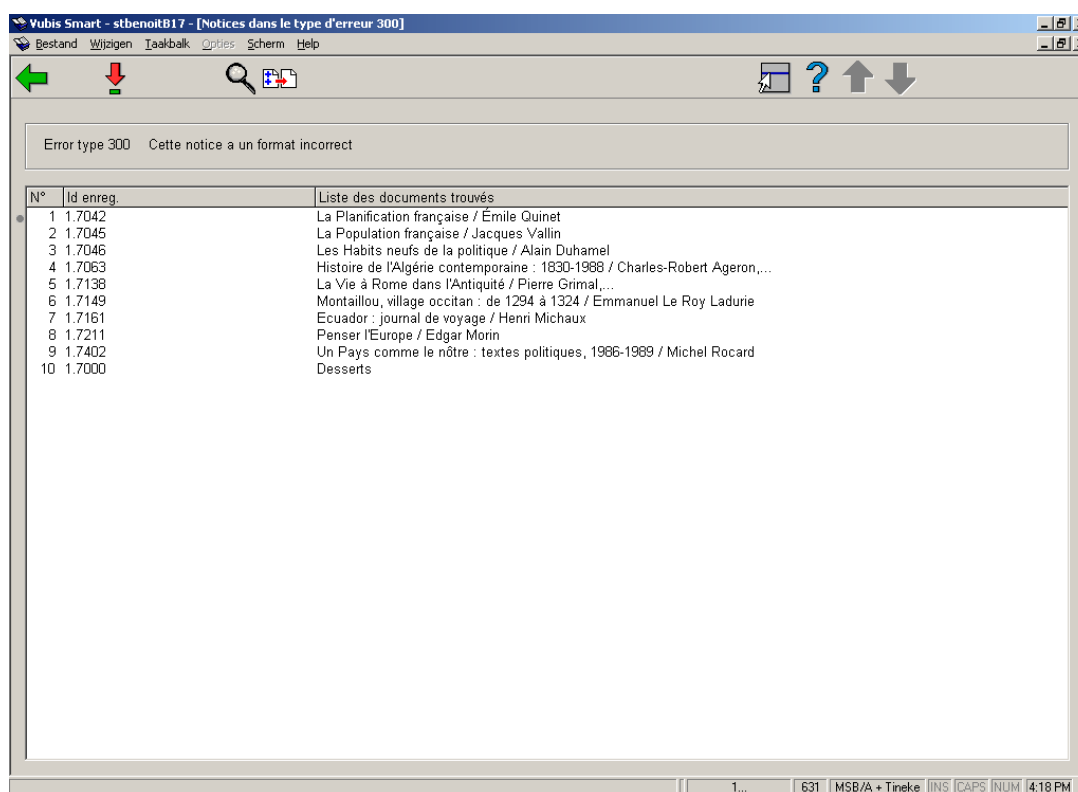 Vubis Smart - stbenoitB17 - [Notices dans le type d'erreur 300]
Bestand Wijzigen Taakbalk Opties Scherm Help
Error type 300 Cette notice a un format incorrect
N° Id enreg. Liste des documents trouvés
1 1.7042 La Planification française / Émile Quinet
2 1.7045 La Population française / Jacques Vallin
3 1.7046 Les Habits neufs de la politique / Alain Duhamel
4 1.7063 Histoire de l'Algérie contemporaine : 1830-1988 / Charles-Robert Ageron,...
5 1.7138 La Vie à Rome dans l'Antiquité / Pierre Grimal,...
6 1.7149 Montaillou, village occitan : de 1294 à 1324 / Emmanuel Le Roy Ladurie
7 1.7161 Ecuador : journal de voyage / Henri Michaux
8 1.7211 Penser l'Europe / Edgar Morin
9 1.7402 Un Pays comme le nôtre : textes politiques, 1986-1989 / Michel Rocard
10 1.7000 Desserts
1... 631 MSB/A + Tineke INS CAPS NUM 4:18 PM